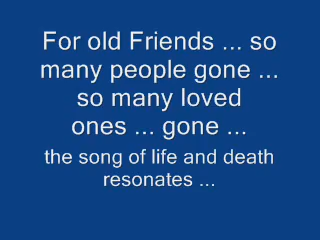 For old Friends ... so
many people gone ...
so many loved
ones ... gone ...
the song of life and death
resonates ...